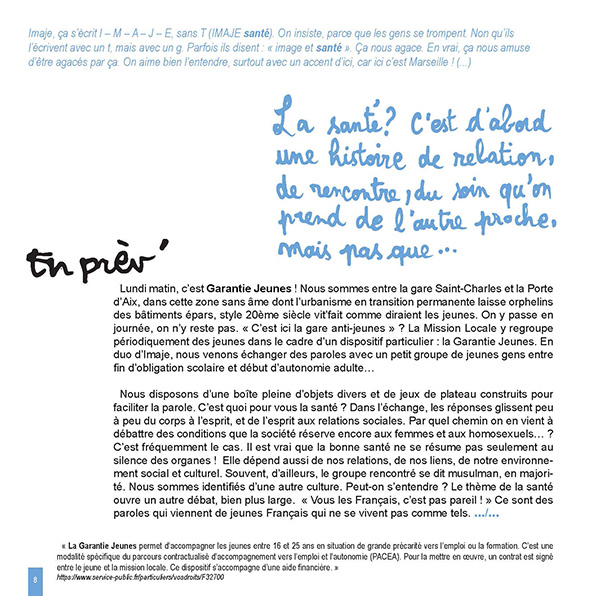 Imaje, ça s'écrit I – M – A – J – E, sans T (IMAJE santé). On insiste, parce que les gens se trompent. Non qu'ils
l'écrivent avec un t, mais avec un g. Parfois ils disent : « image et santé ». Ça nous agace. En vrai, ça nous amuse
d'être agacés par ça. On aime bien l'entendre, surtout avec un accent d'ici, car ici c'est Marseille ! (...)
La santé? C'est d'abord
une histoire de relation,
de rencontre, du soin qu'on
prend de l'autre proche,
mais pas que...
En prèv'
Lundi matin, c'est Garantie Jeunes ! Nous sommes entre la gare Saint-Charles et la Porte
d'Aix, dans cette zone sans âme dont l'urbanisme en transition permanente laisse orphelins
des bâtiments épars, style 20ème siècle vit'fait comme diraient les jeunes. On y passe en
journée, on n'y reste pas. « C'est ici la gare anti-jeunes » ? La Mission Locale y regroupe
périodiquement des jeunes dans le cadre d'un dispositif particulier : la Garantie Jeunes. En
duo d'Imaje, nous venons échanger des paroles avec un petit groupe de jeunes gens entre
fin d'obligation scolaire et début d'autonomie adulte…
Nous disposons d'une boîte pleine d'objets divers et de jeux de plateau construits pour
faciliter la parole. C'est quoi pour vous la santé ? Dans l'échange, les réponses glissent peu
à peu du corps à l'esprit, et de l'esprit aux relations sociales. Par quel chemin on en vient à
débattre des conditions que la société réserve encore aux femmes et aux homosexuels… ?
C'est fréquemment le cas. Il est vrai que la bonne santé ne se résume pas seulement au
silence des organes ! Elle dépend aussi de nos relations, de nos liens, de notre environne-
ment social et culturel. Souvent, d'ailleurs, le groupe rencontré se dit musulman, en majori-
té. Nous sommes identifiés d'une autre culture. Peut-on s'entendre ? Le thème de la santé
ouvre un autre débat, bien plus large. « Vous les Français, c'est pas pareil ! » Ce sont des
paroles qui viennent de jeunes Français qui ne se vivent pas comme tels. .../...
« La Garantie Jeunes permet d'accompagner les jeunes entre 16 et 25 ans en situation de grande précarité vers l'emploi ou la formation. C'est une
modalité spécifique du parcours contractualisé d'accompagnement vers l'emploi et l'autonomie (PACEA). Pour la mettre en œuvre, un contrat est signé
entre le jeune et la mission locale. Ce dispositif s'accompagne d'une aide financière. »
https://www.service-public.fr/particuliers/vosdroits/F32700
8